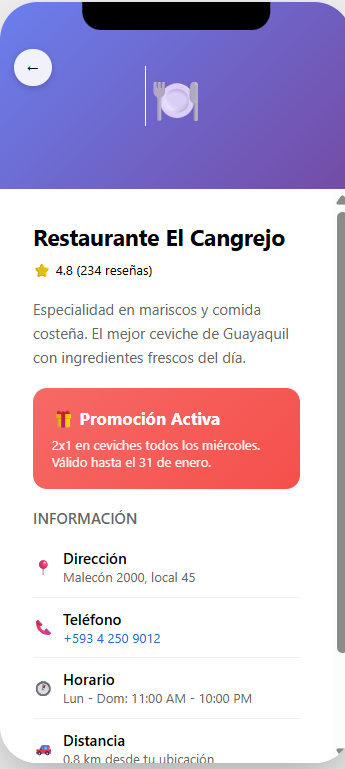 ←
Restaurante El Cangrejo
4.8 (234 reseñas)
Especialidad en mariscos y comida
costeña. El mejor ceviche de Guayaquil
con ingredientes frescos del día.
Promoción Activa
2x1 en ceviches todos los miércoles.
Válido hasta el 31 de enero.
INFORMACIÓN
Dirección
Malecón 2000, local 45
Teléfono
+593 4 250 9012
Horario
Lun - Dom: 11:00 AM - 10:00 PM
Distancia
0.8 km desde tu ubicación